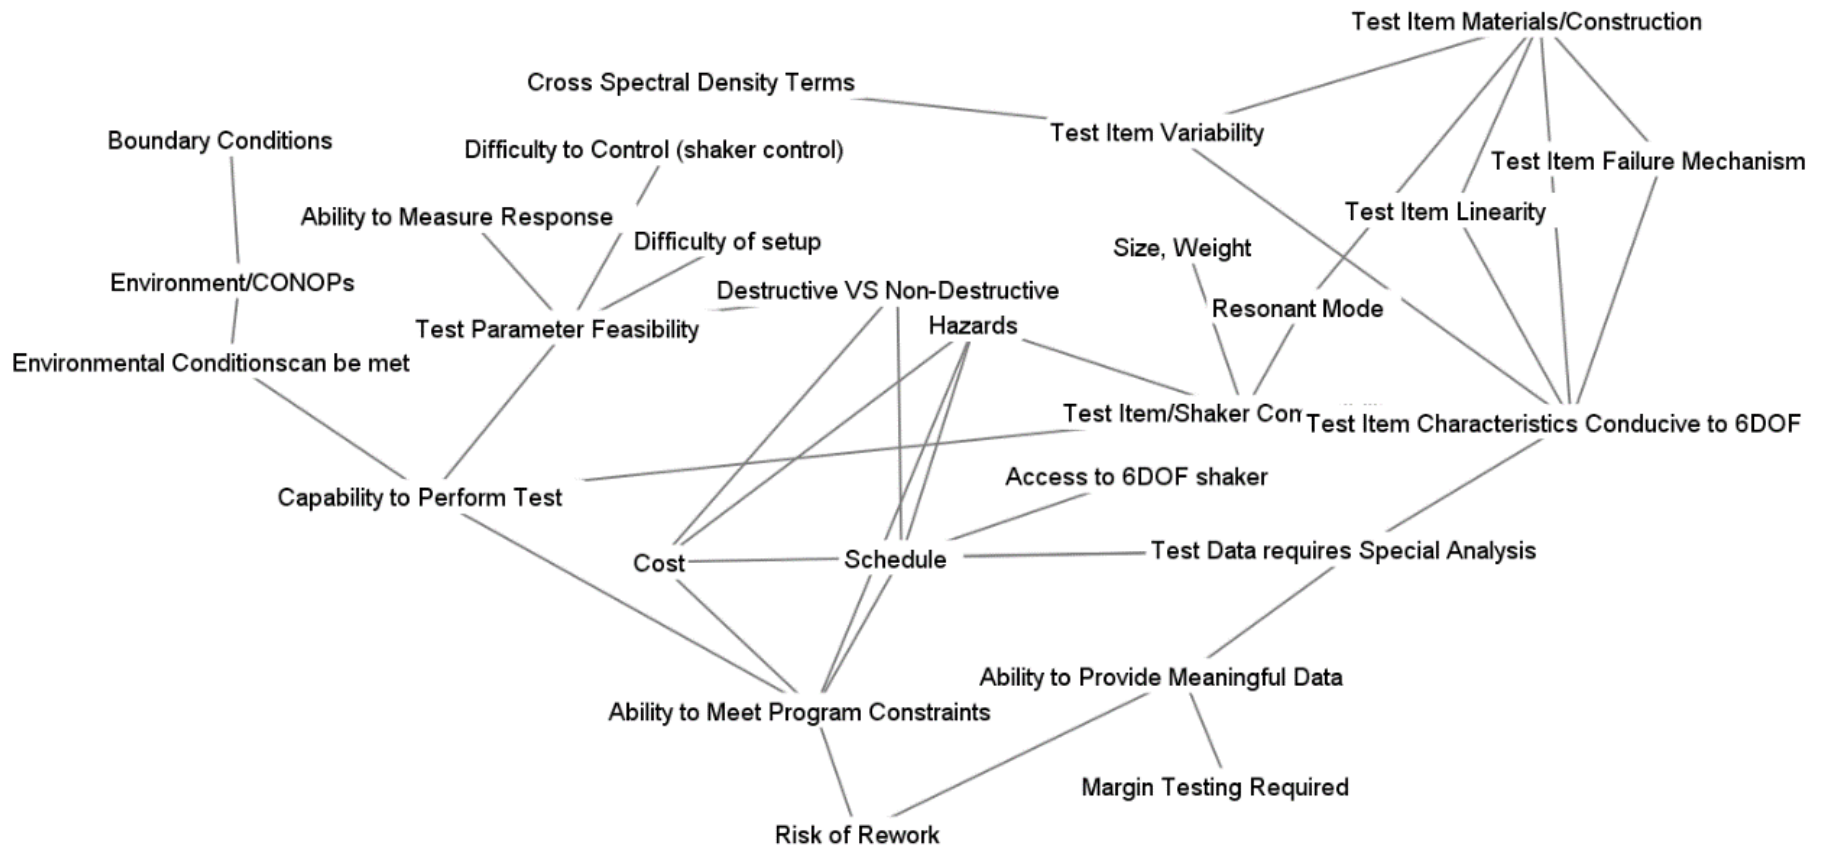 Test Item Materials/Construction
Cross Spectral Density Terms
Test Item Variability
Boundary Conditions
Difficulty to Control (shaker control)
Test Item Failure Mechanism
Ability to Measure Response
Test Item Linearity
Difficulty of setup
Size, Weight
Environment/CONOPs
Destructive VS Non-Destructive
Resonant Mode
Hazards
Test Parameter Feasibility
Environmental Conditionscan be met
Test Item/Shaker Com
Test Item Characteristics Conducive to 6DOF
Access to 6DOF shaker
Capability to Perform Test
Test Data requires Special Analysis
Schedule
Cost
Ability to Provide Meaningful Data
Ability to Meet Program Constraints
Margin Testing Required
Risk of Rework